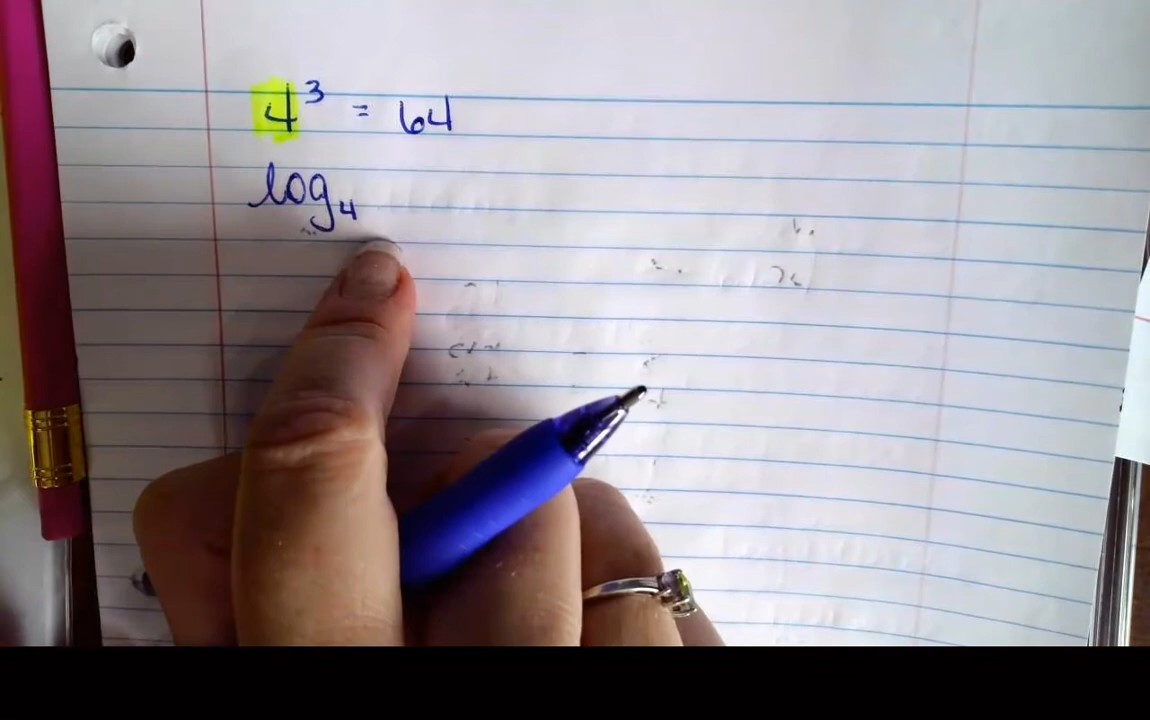 4³ = 64
log₄